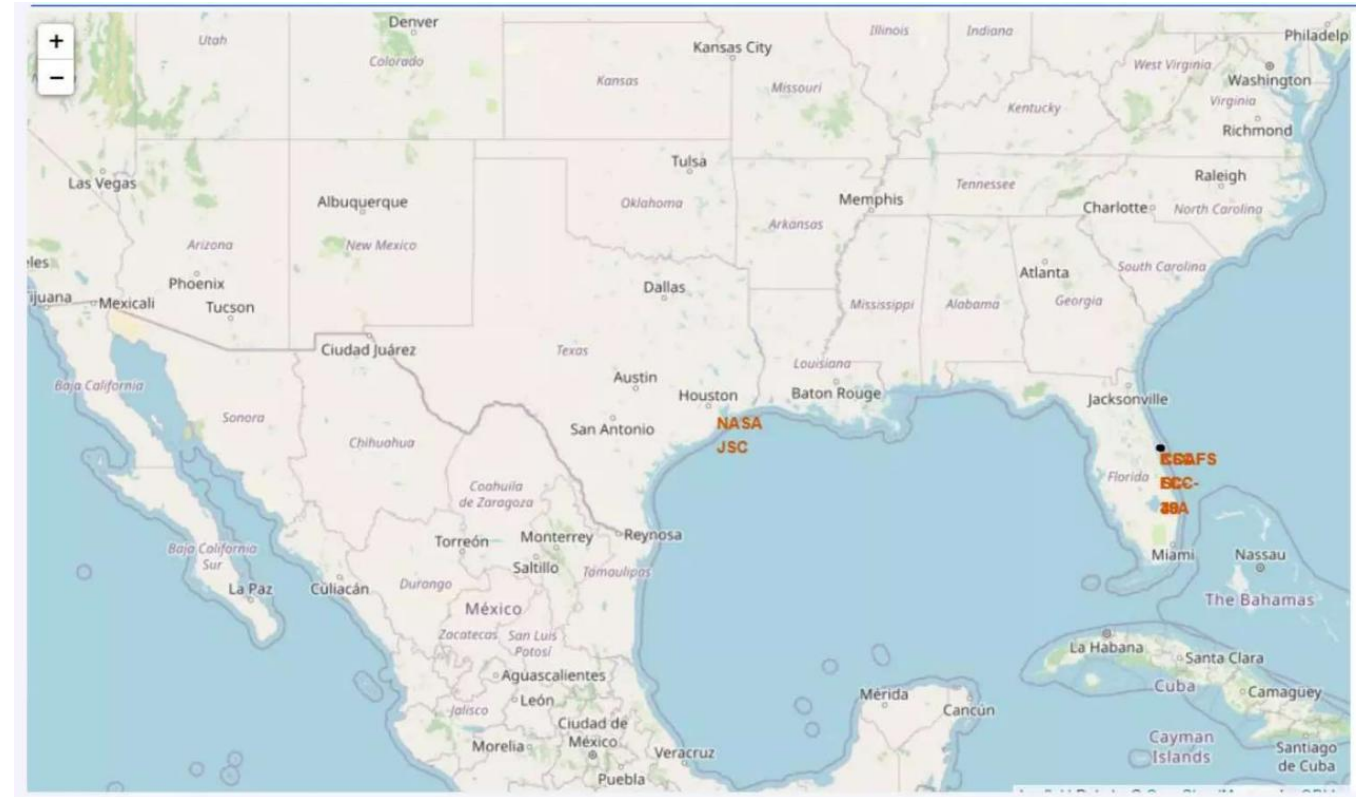 +
−
Denver
Utah
Colorado
Kansas City
Kansas
Missouri
Illinois
Indiana
Philadelp
West Virginia
Washington
Kentucky
Virginia
Richmond
Las Vegas
Tulsa
Albuquerque
Oklahoma
Memphis
Tennessee
Raleigh
Charlotte
North Carolina
Arkansas
Arizona
New Mexico
eles
Phoenix
ijuana
Mexicali
Tucson
Dallas
Atlanta
South Carolina
Mississippi
Alabama
Georgia
Ciudad Juárez
Texas
Louisiana
Baja California
Austin
Houston
Baton Rouge
Jacksonville
Sonora
San Antonio
NASA
JSC
Chihuahua
Florida
Coahuila
de Zaragoza
Torreón
Monterrey
Reynosa
Miami
Nassau
Baja California
Sur
Saltillo
Tamaulipas
La Paz
Culiacán
Durango
México
The Bahamas
Zacatecas
San Luis
Potosí
La Habana
Santa Clara
Aguascalientes
Cuba
Camagüey
León
Jalisco
Mérida
Cancún
Ciudad de
México
Morelia
Veracruz
Cayman
Islands
Santiago
de Cuba
Puebla